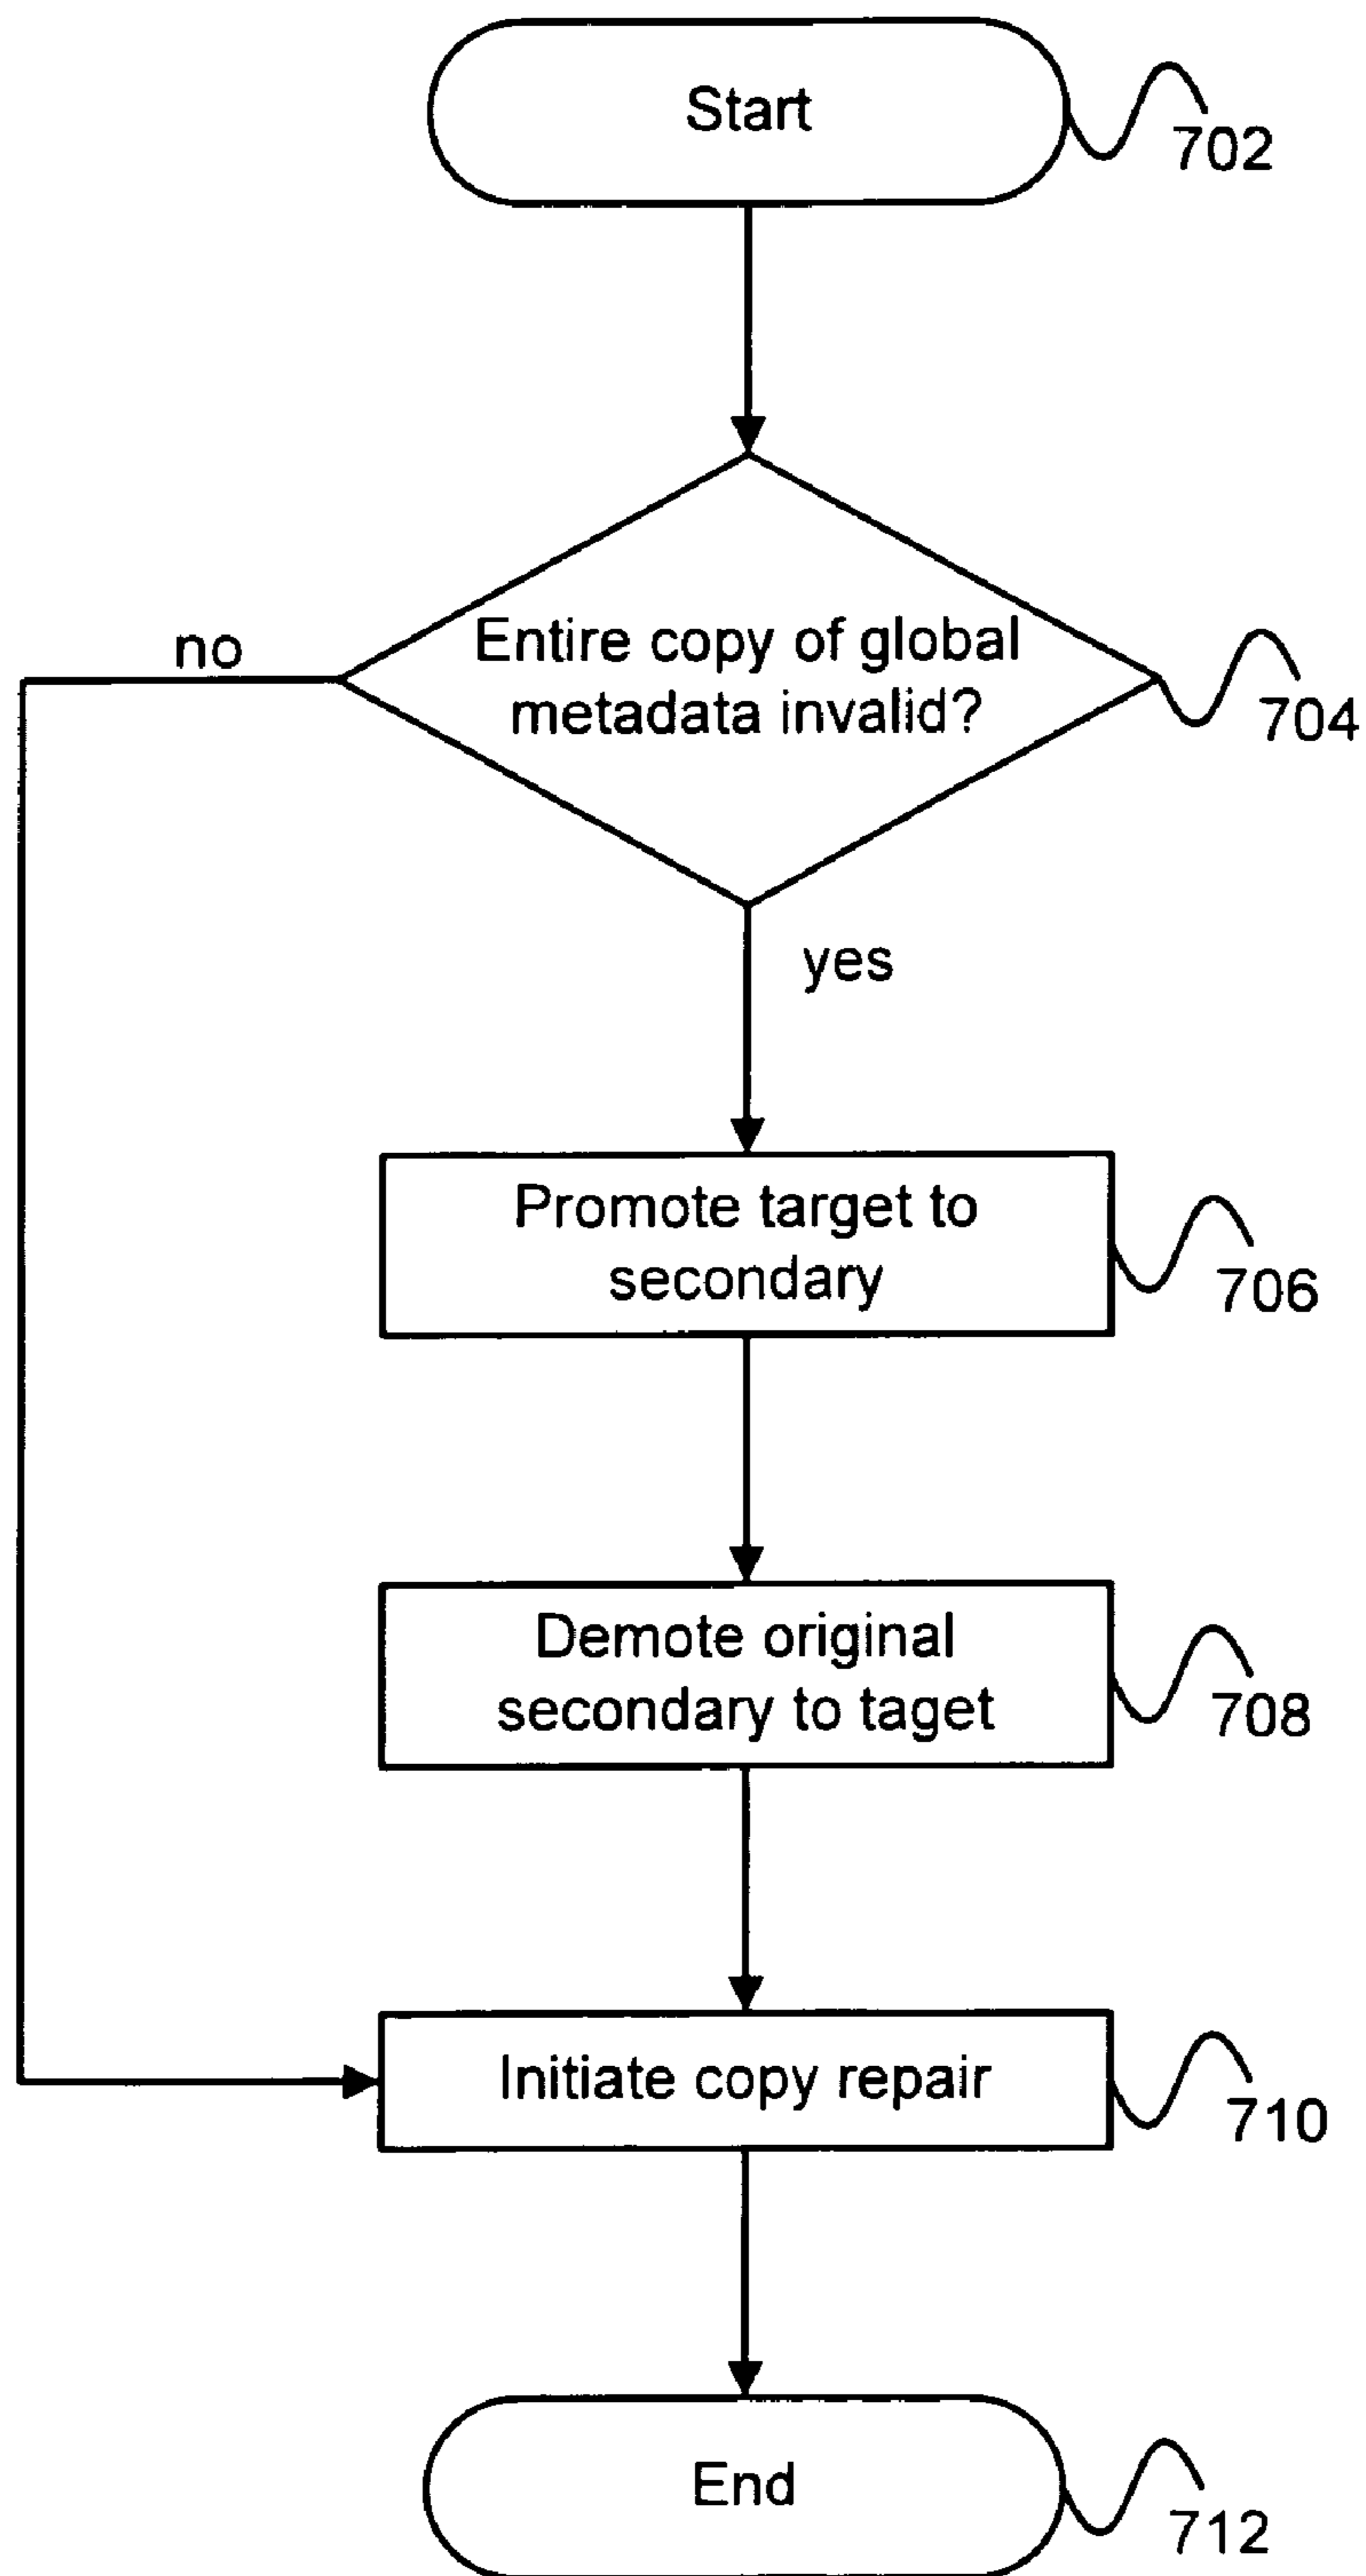 Start
702
no
Entire copy of global
metadata invalid?
704
yes
Promote target to
secondary
706
Demote original
secondary to taget
708
Initiate copy repair
710
End
712